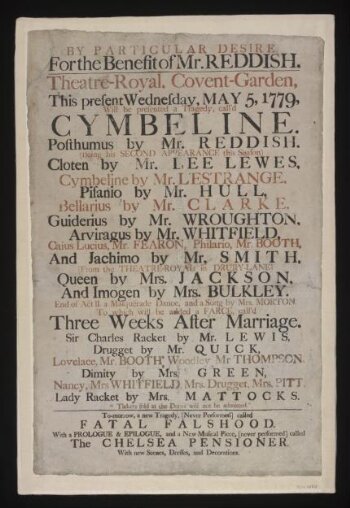 BY PARTICULAR DESIRE.
For the Benefit of Mr. REDDISH.
Theatre-Royal, Covent-Garden,
This present Wednesday, MAY 5, 1779,
Will be presented a Tragedy, call'd
CYMBELINE.
Posthumus by Mr. REDDISH.
(Being his SECOND APPEARANCE this Season)
Cloten by Mr. LEE LEWES,
Cymbeline by Mr. L'ESTRANGE.
Pisanio by Mr. HULL,
Bellarius by Mr. CLARKE.
Guiderius by Mr. WROUGHTON,
Arviragus by Mr. WHITFIELD,
Caius Lucius, Mr. FEARON, Philario, Mr. BOOTH,
And Jachimo by Mr. SMITH.
(From the THEATRE-ROYAL in DRURY-LANE)
Queen by Mrs. JACKSON,
And Imogen by Mrs. BULKLEY.
End of Act II a Masquerade Dance, and a Song by Mrs. MORTON.
To which will be added a FARCE, call'd
Three Weeks After Marriage.
Sir Charles Racket by Mr. LEWIS,
Drugget by Mr. QUICK,
Lovelace, Mr. BOOTH, Woodley, Mr THOMPSON
Dimity by Mrs. GREEN,
Nancy, Mrs WHITFIELD, Mrs. Drugget, Mrs. PITT.
Lady Racket by Mrs. MATTOCKS.
Tickets sold at the Doors will not be admitted.
To-morrow, a new Tragedy, [Never Performed] called
FATAL FALSHOOD.
With a PROLOGUE & EPILOGUE, and a New Musical Piece, [never performed] called
The CHELSEA PENSIONER.
With new Scenes, Dresses, and Decorations.